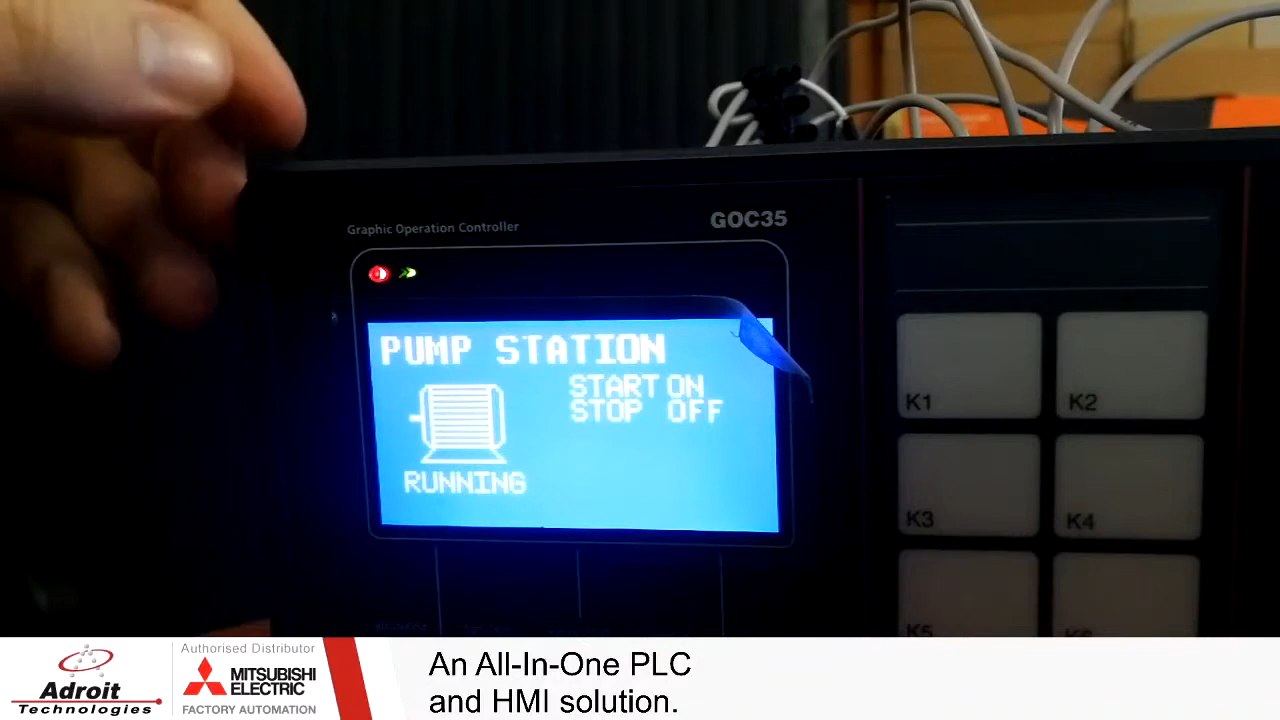 Graphic Operation Controller
GOC35
PUMP STATION
START ON
STOP OFF
RUNNING
K1
K2
K3
K4
K5
Adroit
Technologies
Authorised Distributor
MITSUBISHI
ELECTRIC
FACTORY AUTOMATION
An All-In-One PLC
and HMI solution.